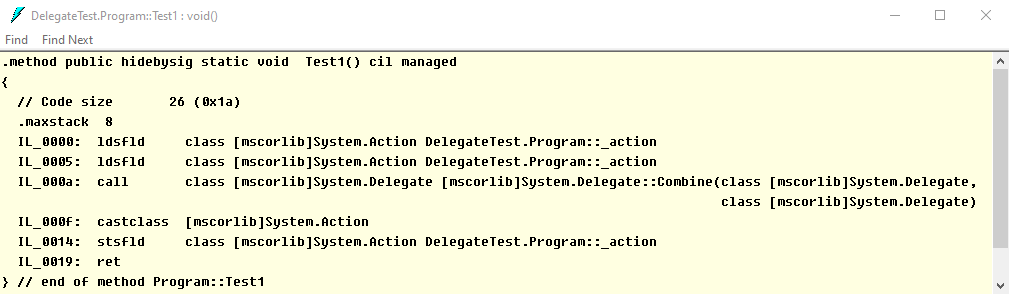 DelegateTest.Program::Test1 : void()
Find Find Next
.method public hidebysig static void  Test1() cil managed
{
  // Code size       26 (0x1a)
  .maxstack  8
  IL_0000:  ldsfld     class [mscorlib]System.Action DelegateTest.Program::_action
  IL_0005:  ldsfld     class [mscorlib]System.Action DelegateTest.Program::_action
  IL_000a:  call       class [mscorlib]System.Delegate [mscorlib]System.Delegate::Combine(class [mscorlib]System.Delegate,
                                                                                          class [mscorlib]System.Delegate)
  IL_000f:  castclass  [mscorlib]System.Action
  IL_0014:  stsfld     class [mscorlib]System.Action DelegateTest.Program::_action
  IL_0019:  ret
} // end of method Program::Test1